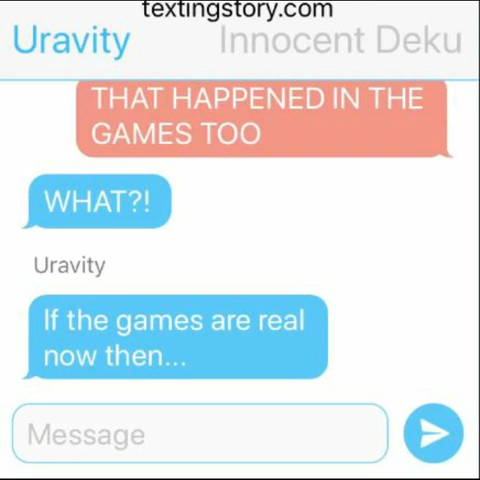 textingstory.com
Uravity Innocent Deku
THAT HAPPENED IN THE
GAMES TOO
WHAT?!
Uravity
If the games are real
now then...
Message